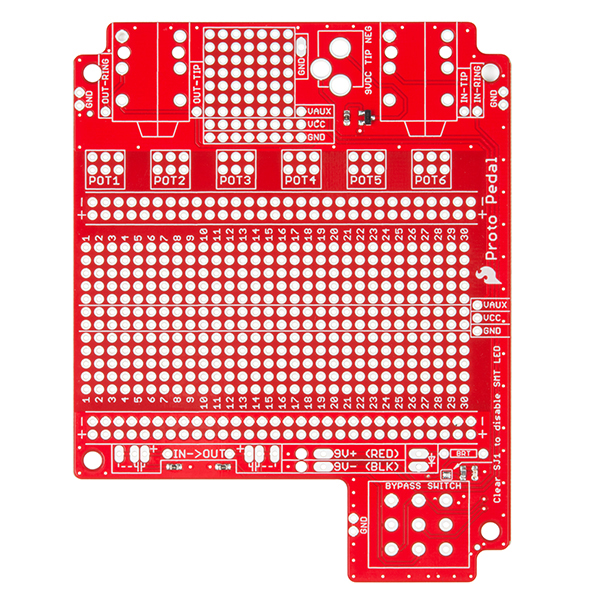 OUT-RING
OUT-TIP
GND
9VDC TIP NEG
IN-TIP
IN-RING
GND
GND
VAUX
VCC
GND
POT1 POT2 POT3 POT4 POT5 POT6
Proto Pedal
- -
+ +
1 2 3 4 5 6 7 8 9 10 11 12 13 14 15 16 17 18 19 20 21 22 23 24 25 26 27 28 29 30
VAUX
VCC
GND
1 2 3 4 5 6 7 8 9 10 11 12 13 14 15 16 17 18 19 20 21 22 23 24 25 26 27 28 29 30
Clear SJ1 to disable SMT LED
+ +
- -
IN->OUT
9V+ (RED)
9V- (BLK)
BRT
BYPASS SWITCH
GND